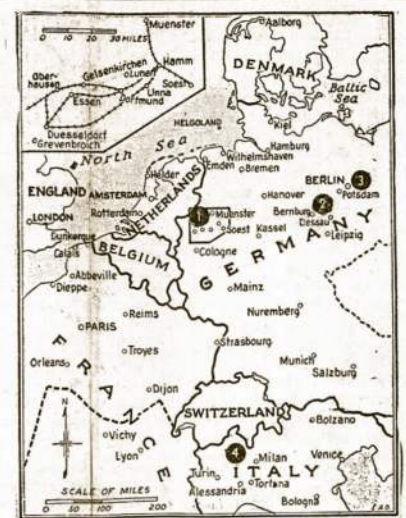 0 10 20 30 MILES
Muenster
Hamm
Gelsenkirchen
Lunen
Ober-
hausen
Soest
Essen
Unna
Dortmund
Duesseldorf
Grevenbroich
Aalborg
DENMARK
Baltic
Sea
Kiel
HELGOLAND
North Sea
Hamburg
Wilhelmshaven
Emden
Bremen
Helder
ENGLAND
AMSTERDAM
NETHERLANDS
BERLIN 3
Potsdam
Hanover
2
LONDON
Rotterdam
1
Muenster
Bernburg
Dessau
Soest
Kassel
Leipzig
Dunkerque
Calais
BELGIUM
Cologne
GERMANY
Abbeville
Dieppe
Mainz
Reims
Nuremberg
PARIS
Strasbourg
Troyes
Munich
Orleans
Salzburg
FRANCE
Dijon
SWITZERLAND
Bolzano
N
Vichy
4
Lyon
Milan
Venice
Turin
ITALY
Tortona
Alessandria
SCALE OF MILES
Bologna
0 100 200